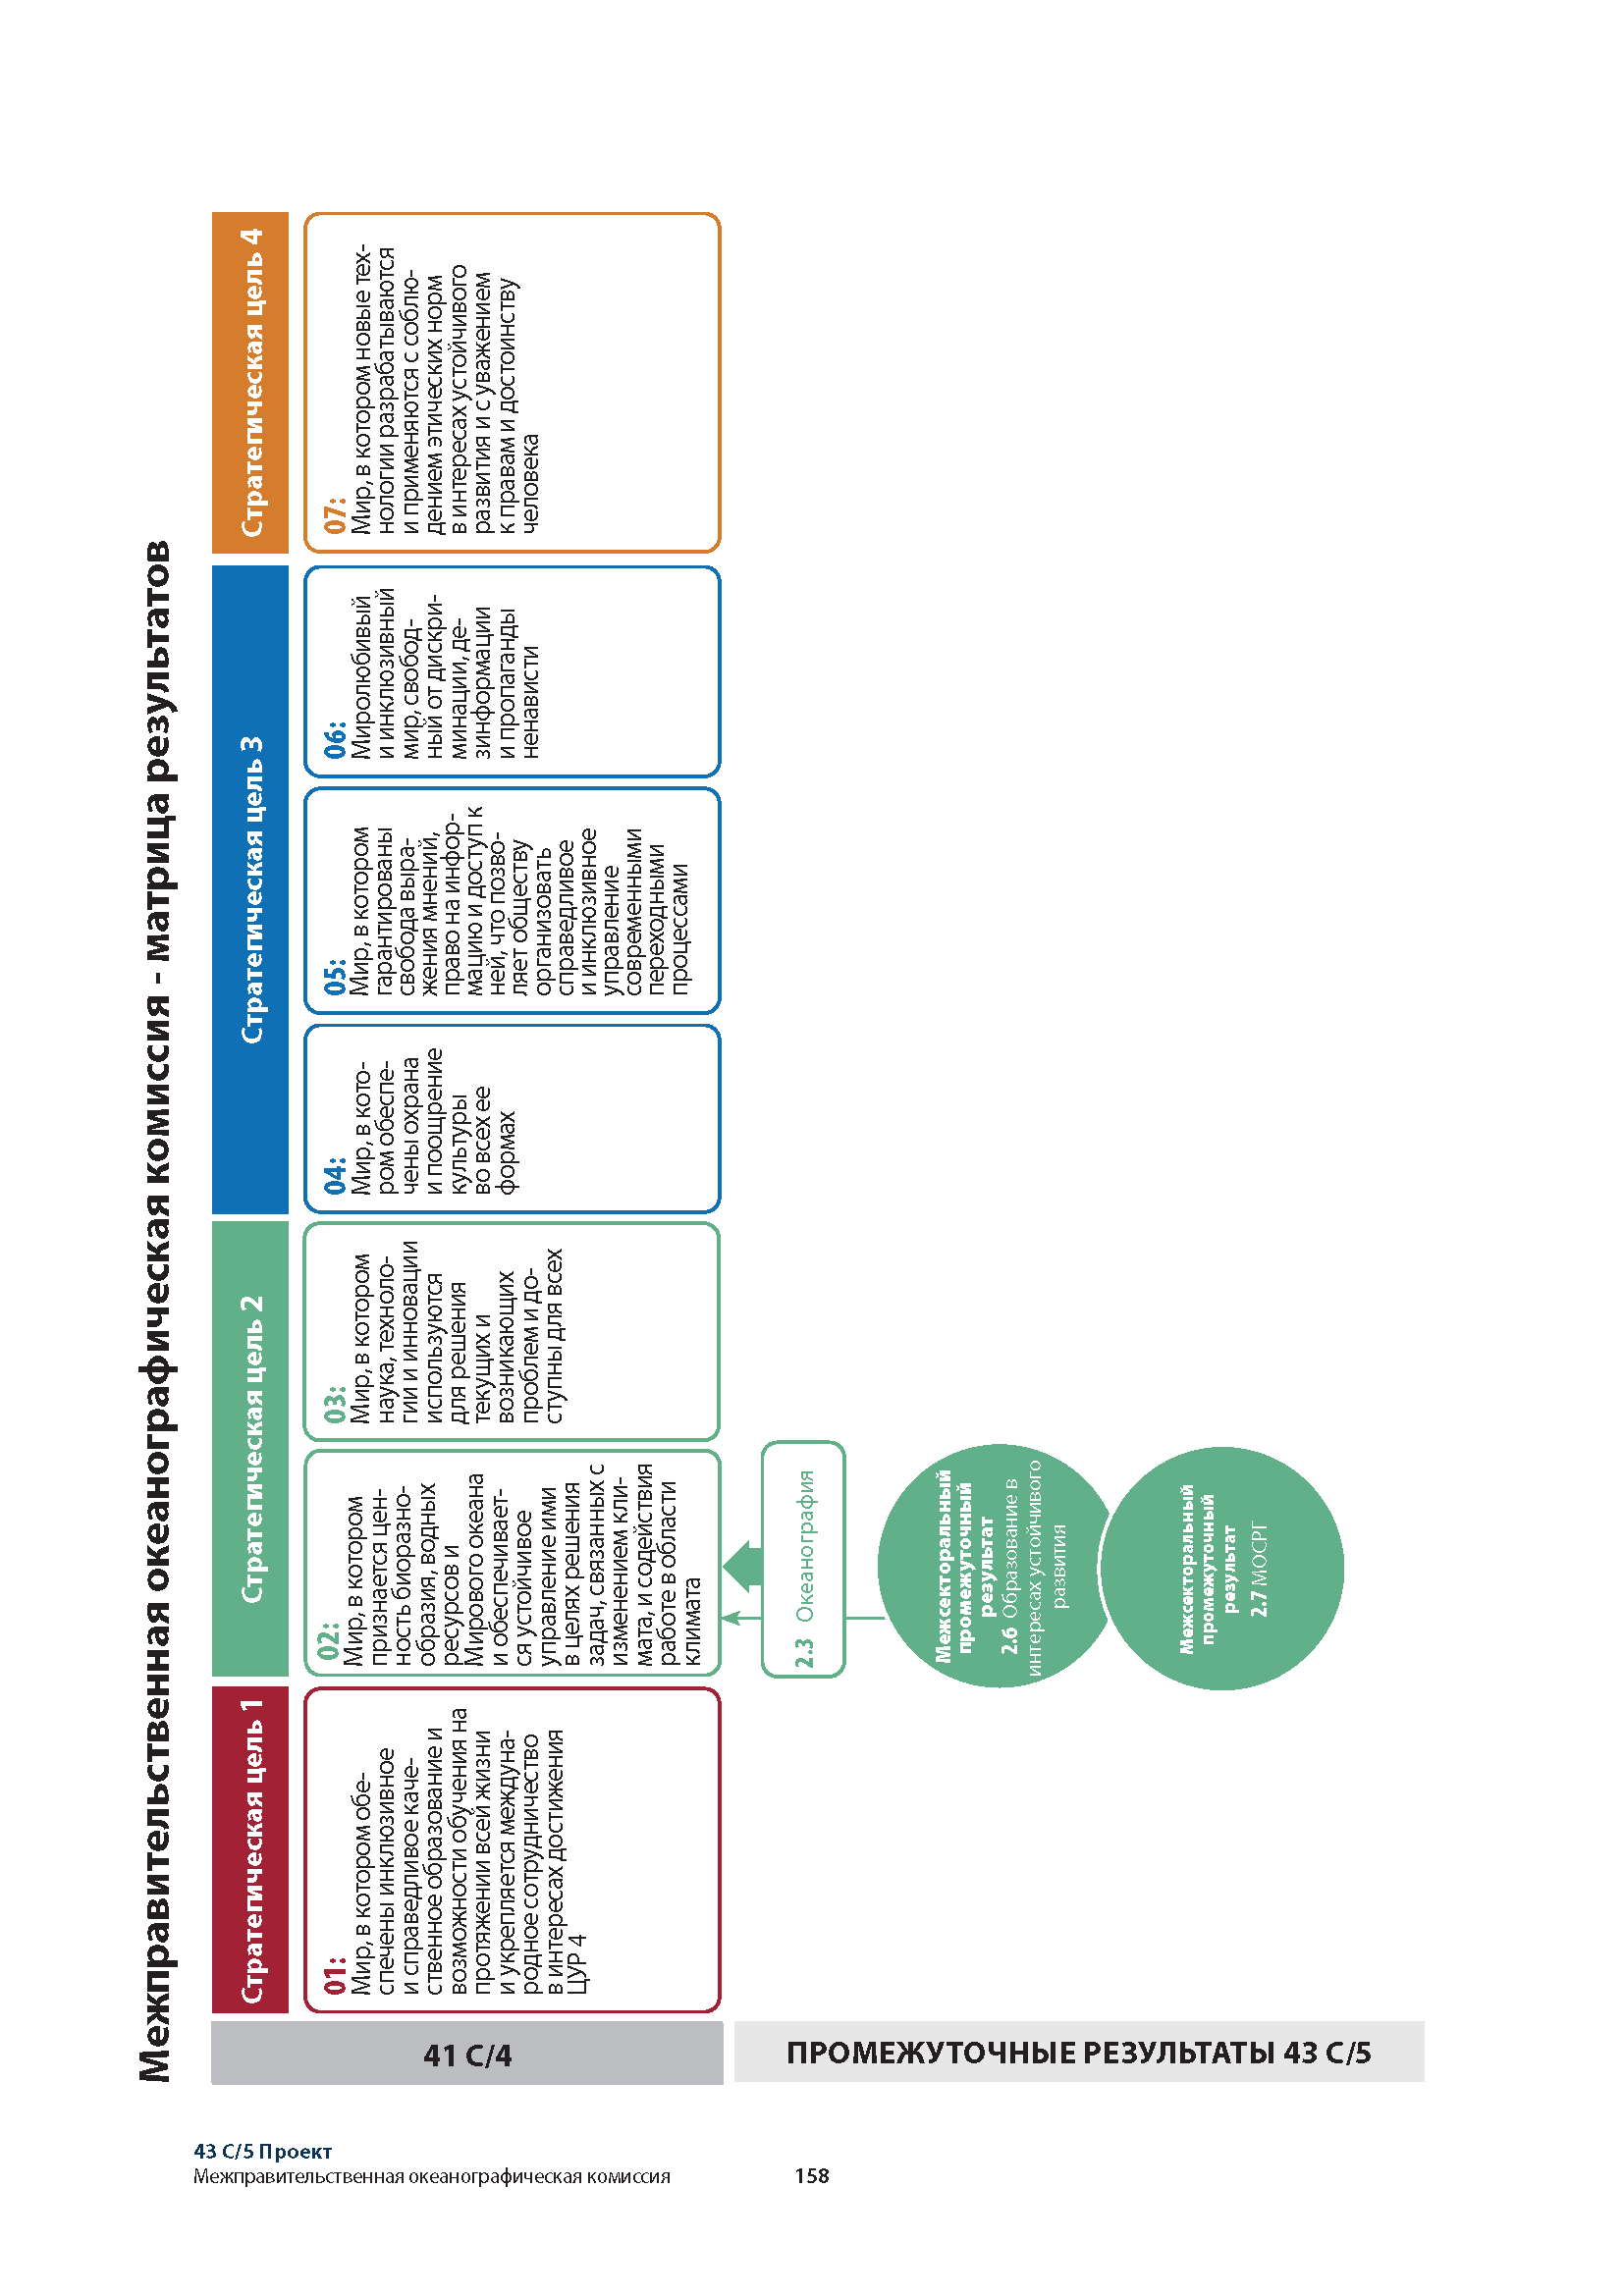 Межправительственная океанографическая комиссия - матрица результатов
Стратегическая цель 1
Стратегическая цель 2
Стратегическая цель 3
Стратегическая цель 4
41 C/4
01:
Мир, в котором обе-
спечены инклюзивное
и справедливое каче-
ственное образование и
возможности обучения на
протяжении всей жизни
и укрепляется междуна-
родное сотрудничество
в интересах достижения
ЦУР 4
02:
Мир, в котором
признается цен-
ность биоразно-
образия, водных
ресурсов и
Мирового океана
и обеспечивает-
ся устойчивое
управление ими
в целях решения
задач, связанных с
изменением кли-
мата, и содействия
работе в области
климата
03:
Мир, в котором
наука, техноло-
гии и инновации
используются
для решения
текущих и
возникающих
проблем и до-
ступны для всех
04:
Мир, в кото-
ром обеспе-
чены охрана
и поощрение
культуры
во всех ее
формах
05:
Мир, в котором
гарантированы
свобода выра-
жения мнений,
право на инфор-
мацию и доступ к
ней, что позво-
ляет обществу
организовать
справедливое
и инклюзивное
управление
современными
переходными
процессами
06:
Миролюбивый
и инклюзивный
мир, свобод-
ный от дискри-
минации, де-
зинформации
и пропаганды
ненависти
07:
Мир, в котором новые тех-
нологии разрабатываются
и применяются с соблю-
дением этических норм
в интересах устойчивого
развития и с уважением
к правам и достоинству
человека
ПРОМЕЖУТОЧНЫЕ РЕЗУЛЬТАТЫ 43 C/5
2.3 Океанография
Межсекторальный
промежуточный
результат
2.6 Образование в
интересах устойчивого
развития
Межсекторальный
промежуточный
результат
2.7 МОСРГ
43 C/5 Проект
Межправительственная океанографическая комиссия
158